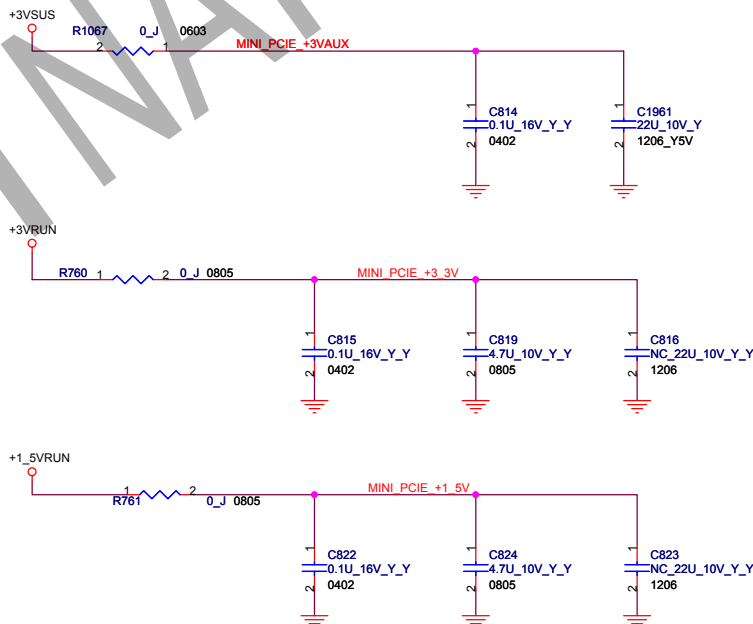 +3VSUS
R1067 0_J 0603
2 1 MINI_PCIE_+3VAUX
1 C814 1 C1961
0.1U_16V_Y_Y 22U_10V_Y
2 0402 2 1206_Y5V
+3VRUN
R760 1 2 0_J 0805 MINI_PCIE_+3_3V
1 C815 1 C819 1 C816
0.1U_16V_Y_Y 4.7U_10V_Y_Y NC_22U_10V_Y_Y
2 0402 2 0805 2 1206
+1_5VRUN
1 2 MINI_PCIE_+1_5V
R761 0_J 0805
1 C822 1 C824 1 C823
0.1U_16V_Y_Y 4.7U_10V_Y_Y NC_22U_10V_Y_Y
2 0402 2 0805 2 1206